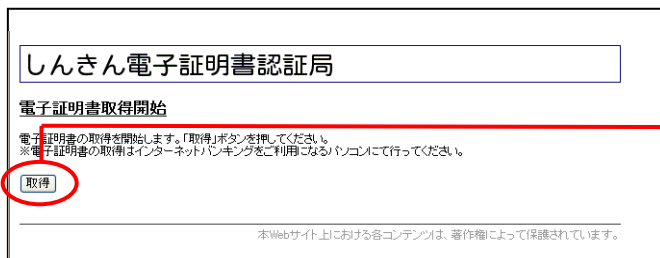 しんきん電子証明書認証局
電子証明書取得開始
電子証明書の取得を開始します。「取得」ボタンを押してください。
※電子証明書の取得はインターネットバンキングをご利用になるパソコンにて行ってください。
取得
本Webサイト上における各コンテンツは、著作権によって保護されています。